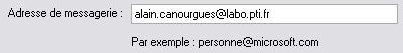 Adresse de messagerie : alain.canourgues@labo.pti.fr
Par exemple : personne@microsoft.com